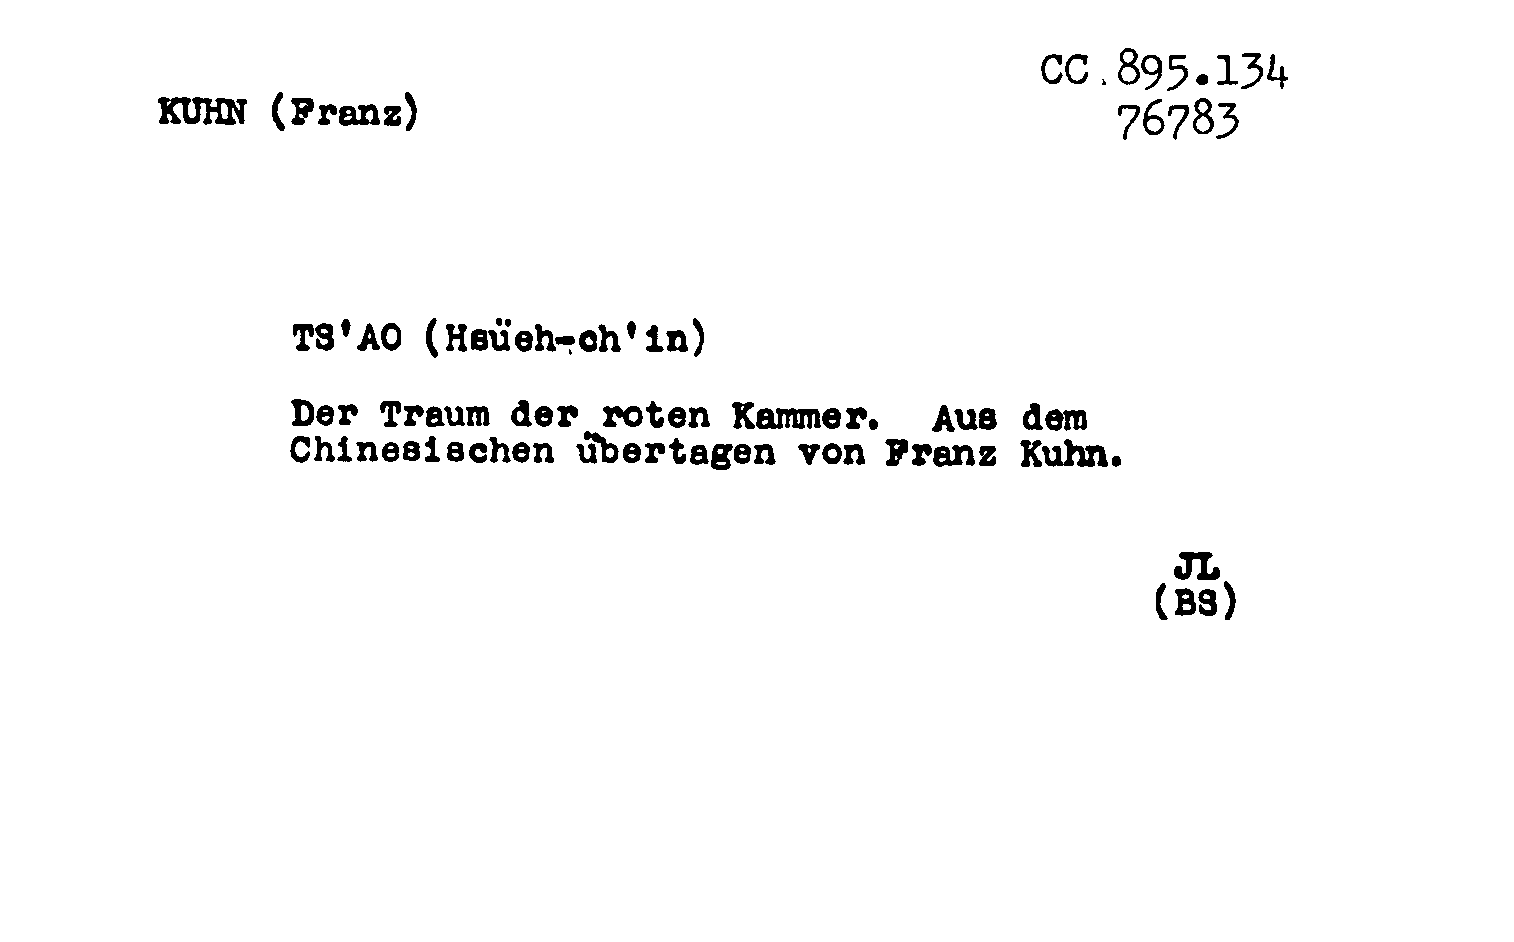 CC.895.134
KUHN (Franz)
76783
TS'AO (Hsüeh-ch'in)
Der Traum der roten Kammer. Aus dem
Chinesischen übertagen von Franz Kuhn.
JL
(BS)